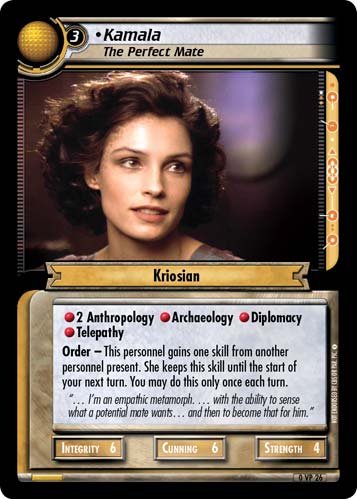 3
• Kamala
The Perfect Mate
Kriosian
• 2 Anthropology • Archaeology • Diplomacy
• Telepathy
Order – This personnel gains one skill from another
personnel present. She keeps this skill until the start of
your next turn. You may do this only once each turn.
“… I’m an empathic metamorph. . . . with the ability to sense
what a potential mate wants… and then to become that for him.”
INTEGRITY 6 CUNNING 6 STRENGTH 4
0 VP 26